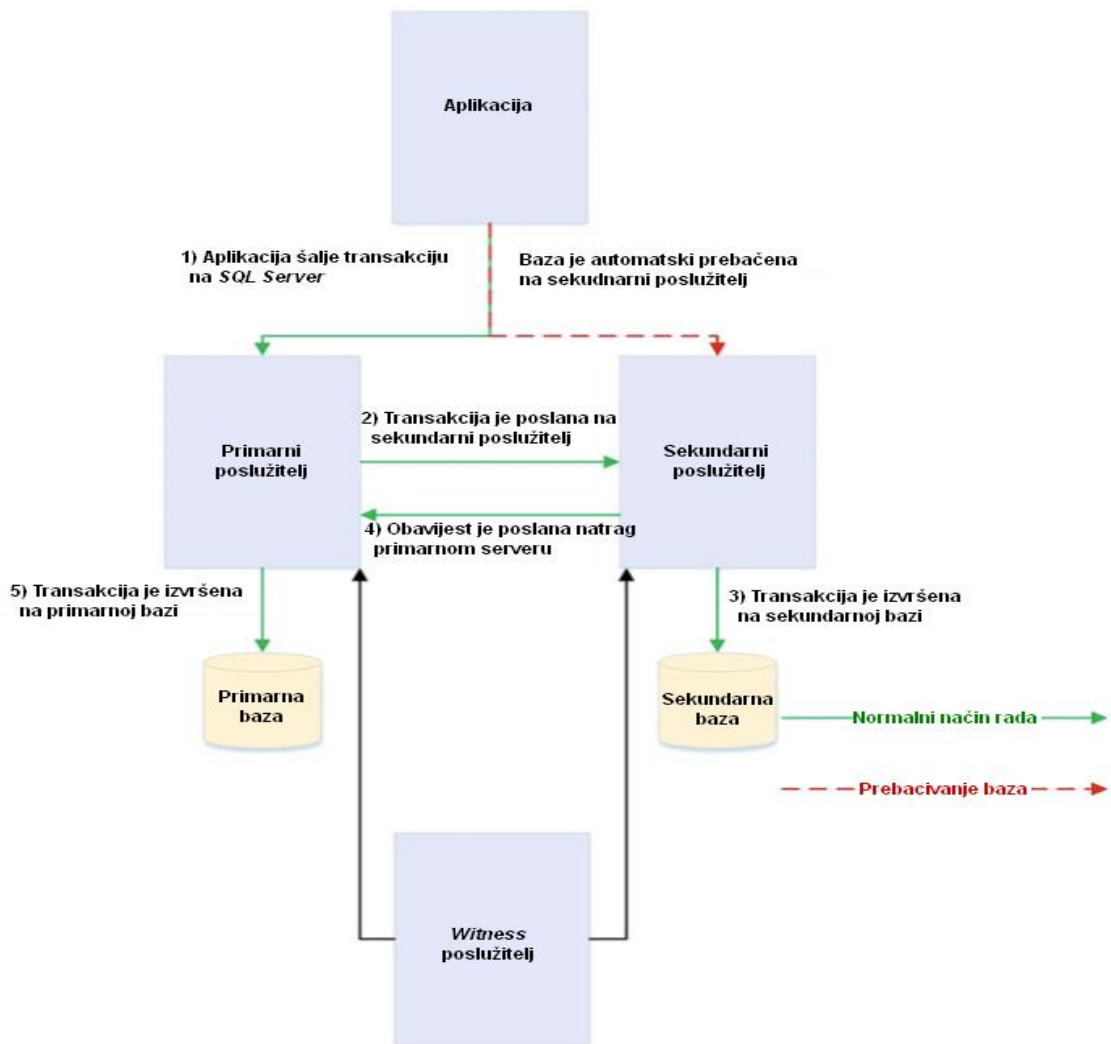 Aplikacija
1) Aplikacija šalje transakciju
na SQL Server
Baza je automatski prebačena
na sekudnarni poslužitelj
Primarni
poslužitelj
2) Transakcija je poslana na
sekundarni poslužitelj
Sekundarni
poslužitelj
4) Obavijest je poslana natrag
primarnom serveru
5) Transakcija je izvršena
na primarnoj bazi
3) Transakcija je izvršena
na sekundarnoj bazi
Primarna
baza
Sekundarna
baza
Normalni način rada
Prebacivanje baza
Witness
poslužitelj